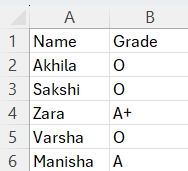 A B
1 Name Grade
2 Akhila O
3 Sakshi O
4 Zara A+
5 Varsha O
6 Manisha A